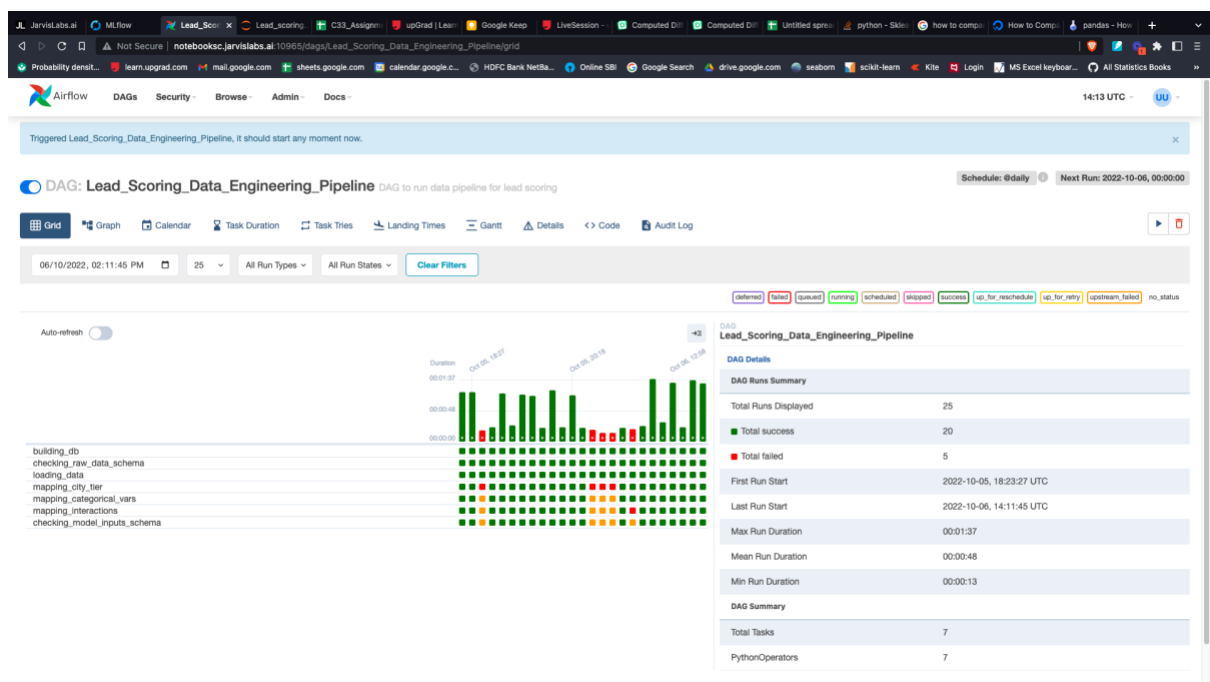 JL JarvisLabs.ai MLflow Lead_Scor x Lead_scoring. C33_Assignm upGrad | Learn Google Keep LiveSession - Computed Dif Computed Dif Untitled sprea python - Skle how to compa How to Comp pandas - How +
Not Secure | notebooksc.jarvislabs.ai:10965/dags/Lead_Scoring_Data_Engineering_Pipeline/grid
Probability densit... learn.upgrad.com mail.google.com sheets.google.com calendar.google.c... HDFC Bank NetBa... Online SBI Google Search drive.google.com seaborn scikit-learn Kite Login MS Excel keyboar... All Statistics Books »
Airflow DAGs Security Browse Admin Docs 14:13 UTC UU
Triggered Lead_Scoring_Data_Engineering_Pipeline, it should start any moment now. ×
DAG: Lead_Scoring_Data_Engineering_Pipeline DAG to run data pipeline for lead scoring Schedule: @daily Next Run: 2022-10-06, 00:00:00
Grid Graph Calendar Task Duration Task Tries Landing Times Gantt Details <> Code Audit Log
06/10/2022, 02:11:45 PM 25 All Run Types All Run States Clear Filters
deferred failed queued running scheduled skipped success up_for_reschedule up_for_retry upstream_failed no_status
Auto-refresh
Duration Oct 05, 18:27 Oct 05, 20:18 Oct 06, 12:58
00:01:37
00:00:48
00:00:00
building_db
checking_raw_data_schema
loading_data
mapping_city_tier
mapping_categorical_vars
mapping_interactions
checking_model_inputs_schema
DAG
Lead_Scoring_Data_Engineering_Pipeline
DAG Details
DAG Runs Summary
Total Runs Displayed 25
Total success 20
Total failed 5
First Run Start 2022-10-05, 18:23:27 UTC
Last Run Start 2022-10-06, 14:11:45 UTC
Max Run Duration 00:01:37
Mean Run Duration 00:00:48
Min Run Duration 00:00:13
DAG Summary
Total Tasks 7
PythonOperators 7